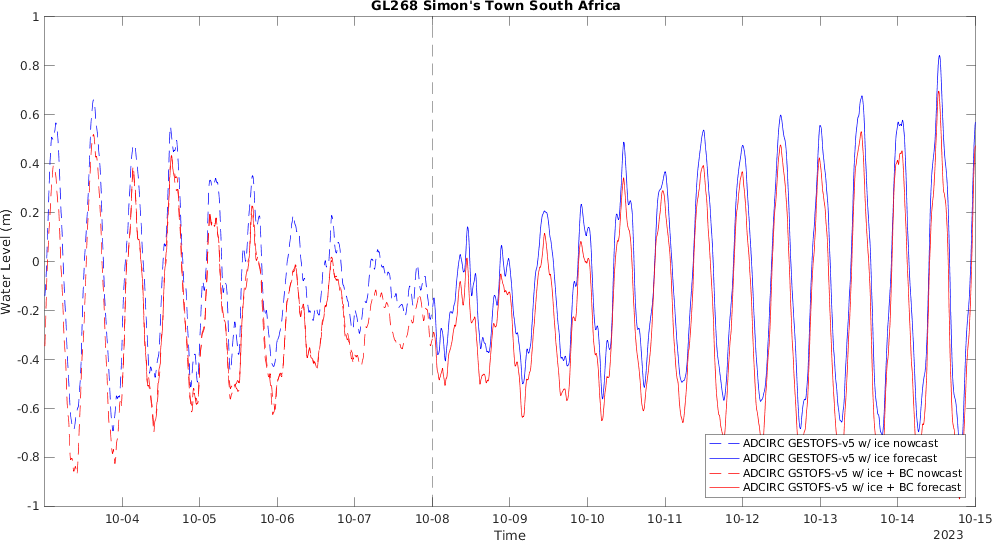 GL268 Simon's Town South Africa
1
0.8
0.6
0.4
0.2
0
-0.2
-0.4
-0.6
-0.8
-1
Water Level (m)
ADCIRC GESTOFS-v5 w/ ice nowcast
ADCIRC GESTOFS-v5 w/ ice forecast
ADCIRC GSTOFS-v5 w/ ice + BC nowcast
ADCIRC GSTOFS-v5 w/ ice + BC forecast
10-04 10-05 10-06 10-07 10-08 10-09 10-10 10-11 10-12 10-13 10-14 10-15
Time
2023